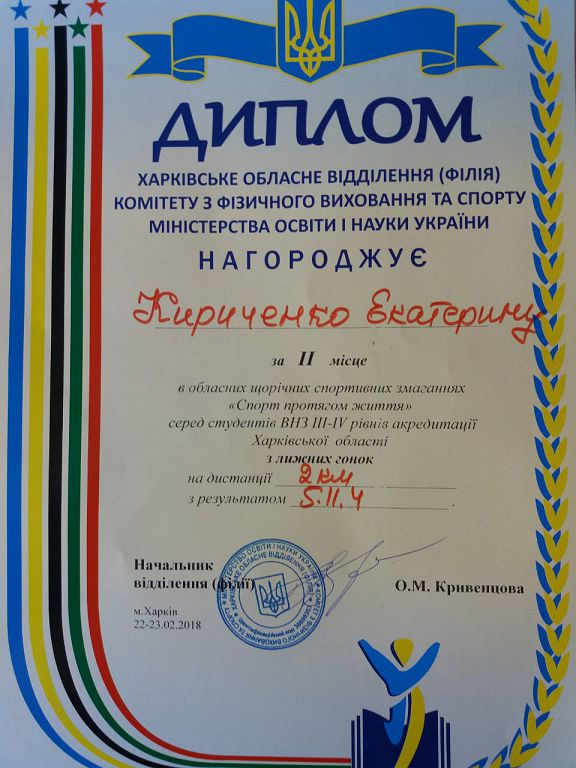 ДИПЛОМ
ХАРКІВСЬКЕ ОБЛАСНЕ ВІДДІЛЕННЯ (ФІЛІЯ)
КОМІТЕТУ З ФІЗИЧНОГО ВИХОВАННЯ ТА СПОРТУ
МІНІСТЕРСТВА ОСВІТИ І НАУКИ УКРАЇНИ
НАГОРОДЖУЄ
Кириченко Екатерину
за II місце
в обласних щорічних спортивних змаганнях
«Спорт протягом життя»
серед студентів ВНЗ III-IV рівнів акредитації
Харківської області
з лижних гонок
на дистанції 2 км
з результатом 5.11.4
Начальник
відділення (філії)
О.М. Кривенцова
м.Харків
22-23.02.2018